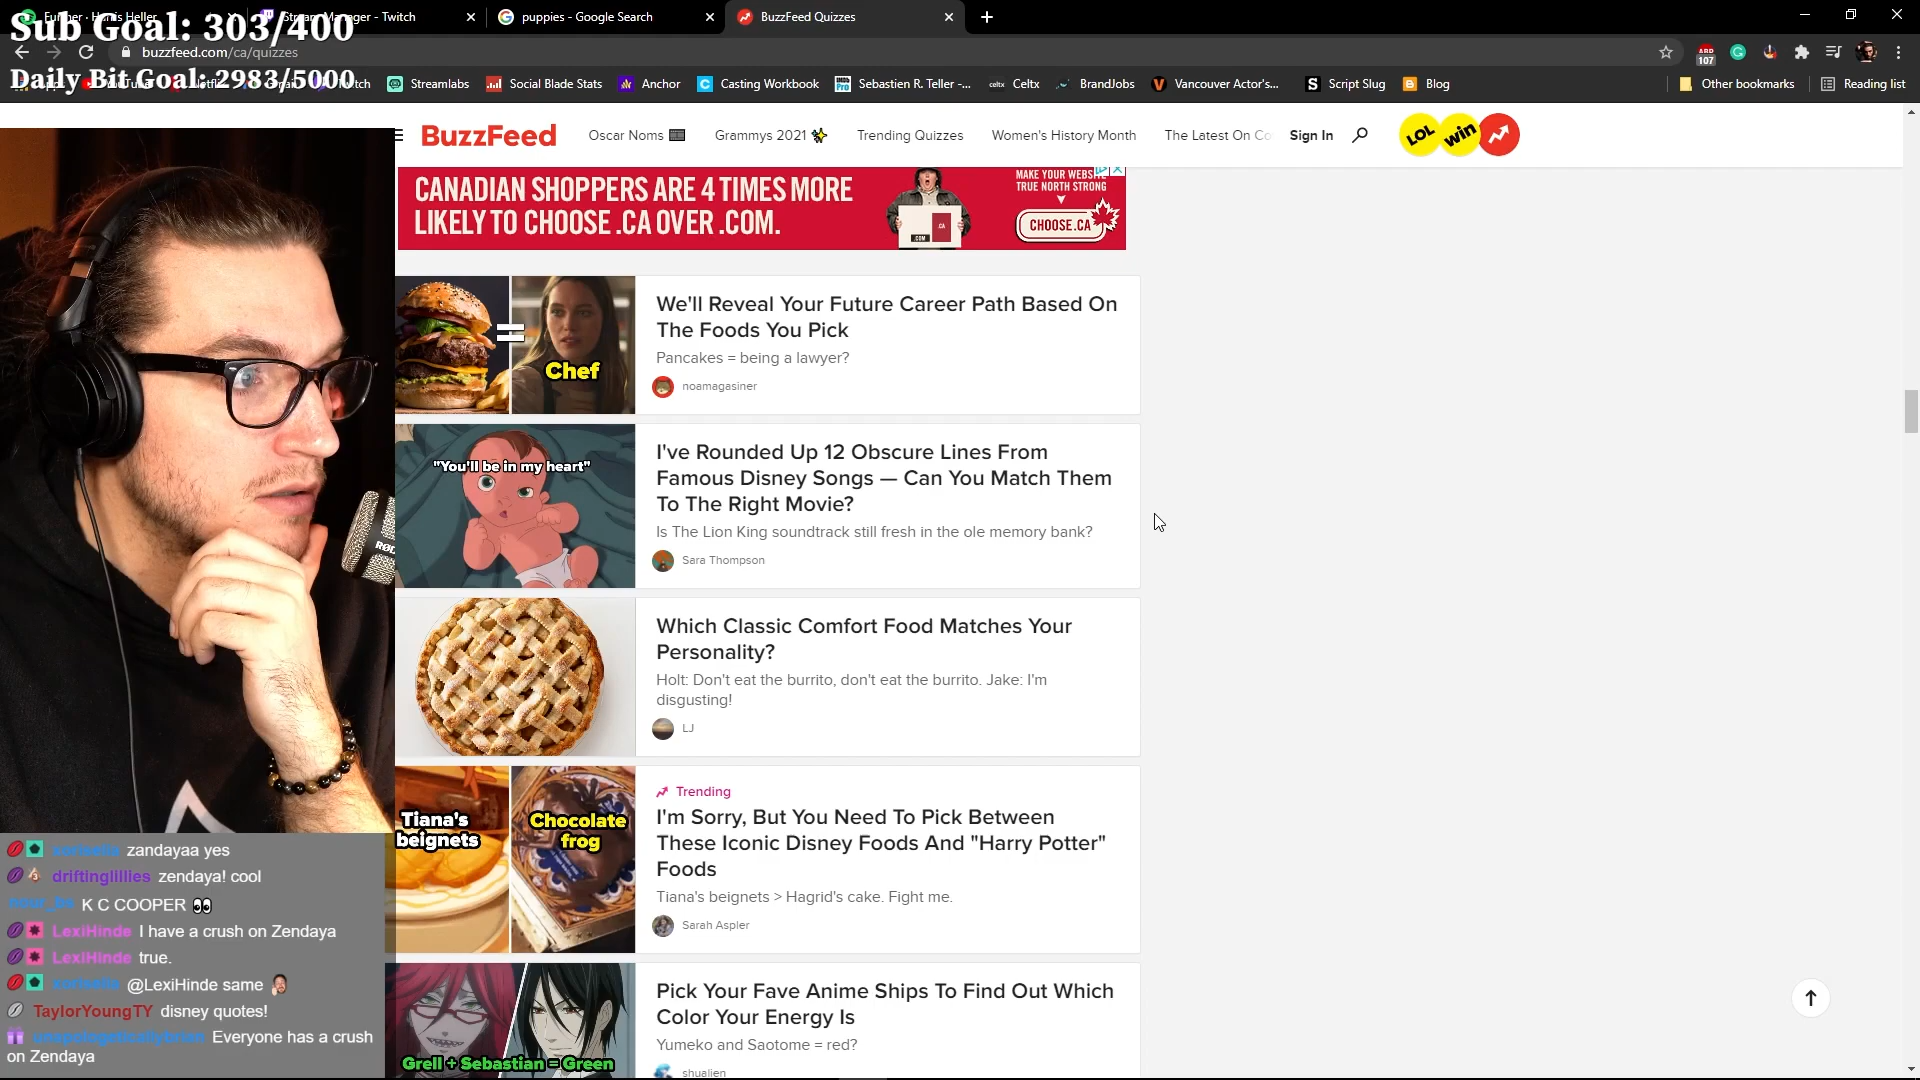 Sub Goal: 303/400
Daily Bit Goal: 2983/5000
Manager - Twitch
puppies - Google Search
BuzzFeed Quizzes
buzzfeed.com/ca/quizzes
Streamlabs
Social Blade Stats
Anchor
Casting Workbook
Sebastien R. Teller -...
Celtx
BrandJobs
Vancouver Actor's...
Script Slug
Blog
Other bookmarks
Reading list
107
BuzzFeed
Oscar Noms
Grammys 2021
Trending Quizzes
Women's History Month
The Latest On Co
Sign In
LOL
win
CANADIAN SHOPPERS ARE 4 TIMES MORE
LIKELY TO CHOOSE .CA OVER .COM.
.COM
.CA
MAKE YOUR WEBSITE
TRUE NORTH STRONG
CHOOSE.CA
Chef
We'll Reveal Your Future Career Path Based On
The Foods You Pick
Pancakes = being a lawyer?
noamagasiner
"You'll be in my heart"
I've Rounded Up 12 Obscure Lines From
Famous Disney Songs — Can You Match Them
To The Right Movie?
Is The Lion King soundtrack still fresh in the ole memory bank?
Sara Thompson
Which Classic Comfort Food Matches Your
Personality?
Holt: Don't eat the burrito, don't eat the burrito. Jake: I'm
disgusting!
LJ
Tiana's
beignets
Chocolate
frog
Trending
I'm Sorry, But You Need To Pick Between
These Iconic Disney Foods And "Harry Potter"
Foods
Tiana's beignets > Hagrid's cake. Fight me.
Sarah Aspler
Grell + Sebastian = Green
Pick Your Fave Anime Ships To Find Out Which
Color Your Energy Is
Yumeko and Saotome = red?
shualien
zandayaa yes
driftinglillies zendaya! cool
K C COOPER 👀
LexiHinde I have a crush on Zendaya
LexiHinde true.
@LexiHinde same
TaylorYoungTY disney quotes!
Everyone has a crush
on Zendaya